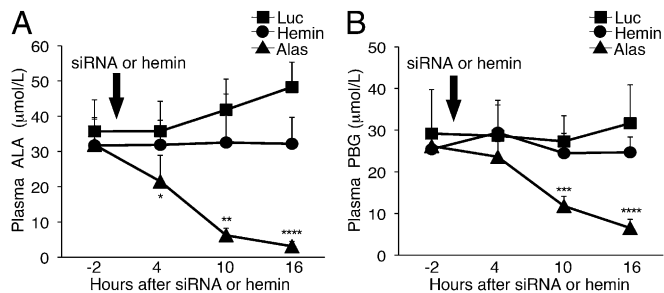 A
Luc
Hemin
Alas
siRNA or hemin
Plasma ALA (μmol/L)
60
50
40
30
20
10
0
*
**
****
-2 4 10 16
Hours after siRNA or hemin
B
Luc
Hemin
Alas
siRNA or hemin
Plasma PBG (μmol/L)
50
40
30
20
10
0
***
****
-2 4 10 16
Hours after siRNA or hemin